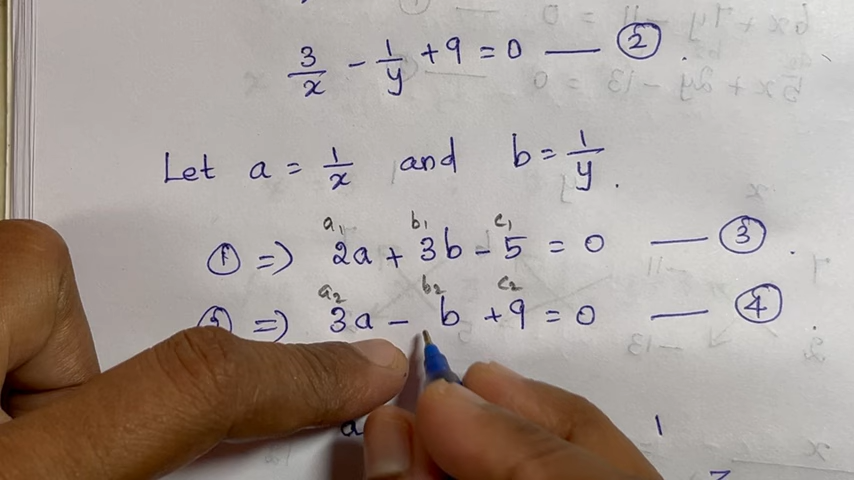 3/x - 1/y + 9 = 0 — ②.
Let a = 1/x and b = 1/y.
a₁ b₁ c₁
① => 2a + 3b - 5 = 0 — ③.
a₂ b₂ c₂
=> 3a - b + 9 = 0 — ④.
a 1